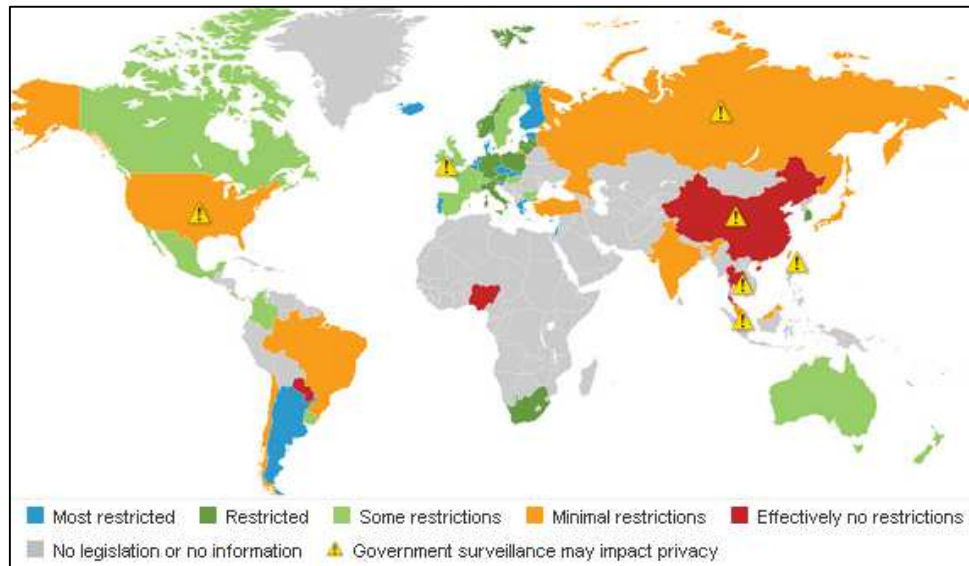 Most restricted Restricted Some restrictions Minimal restrictions Effectively no restrictions
No legislation or no information Government surveillance may impact privacy